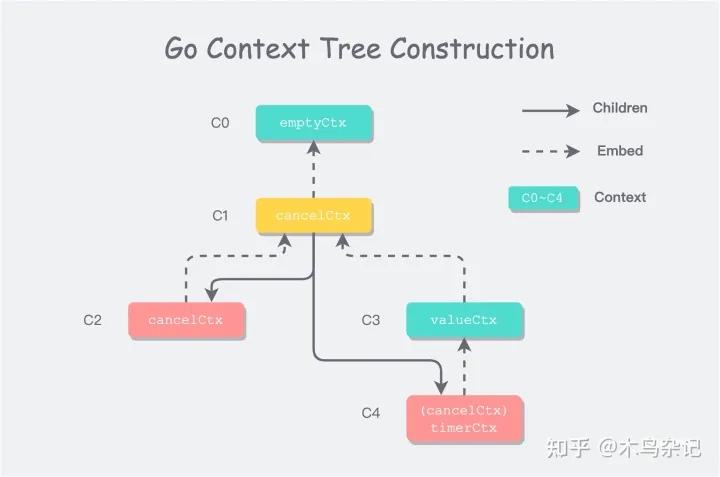 Go Context Tree Construction
C0
emptyCtx
Children
Embed
C0~C4
Context
C1
cancelCtx
C2
cancelCtx
C3
valueCtx
C4
(cancelCtx)
timerCtx
知乎 @木鸟杂记